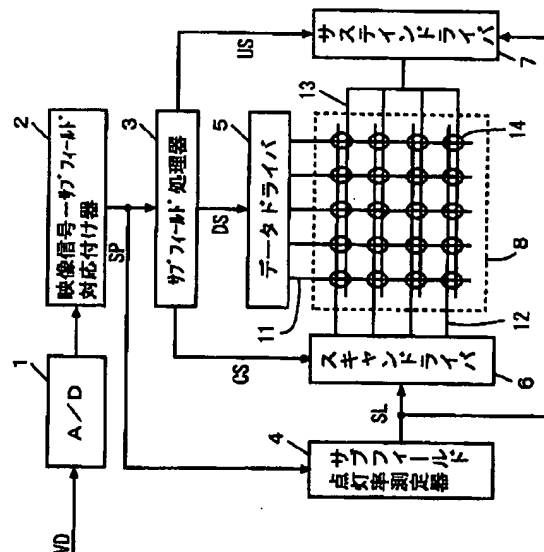 VD
1
A/D
2
映像信号-サブフィールド
対応付け器
SP
3
サブフィールド処理器
CS
DS
US
4
サブフィールド
点灯率測定器
SL
5
データドライバ
6
スキャンドライバ
サスティンドライバ
7
8
11
12
13
14